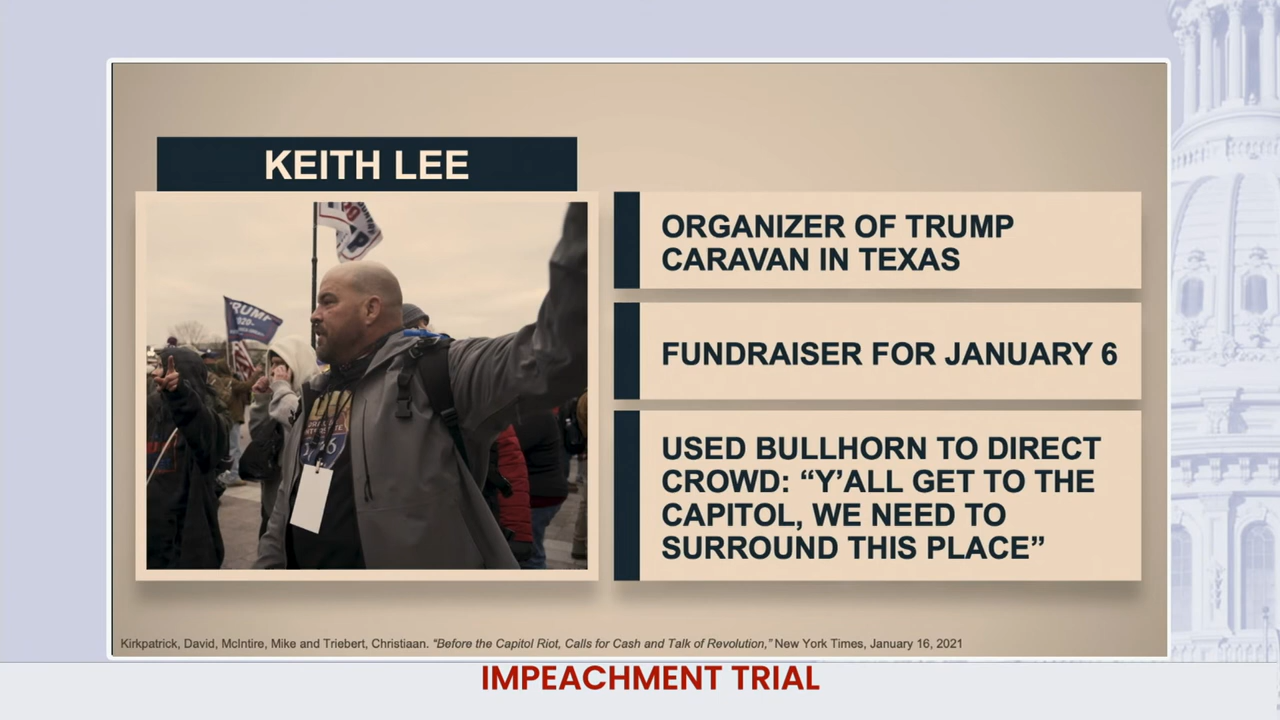 KEITH LEE
ORGANIZER OF TRUMP
CARAVAN IN TEXAS
FUNDRAISER FOR JANUARY 6
USED BULLHORN TO DIRECT
CROWD: “Y’ALL GET TO THE
CAPITOL, WE NEED TO
SURROUND THIS PLACE”
Kirkpatrick, David, McIntire, Mike and Triebert, Christiaan. “Before the Capitol Riot, Calls for Cash and Talk of Revolution,” New York Times, January 16, 2021
IMPEACHMENT TRIAL